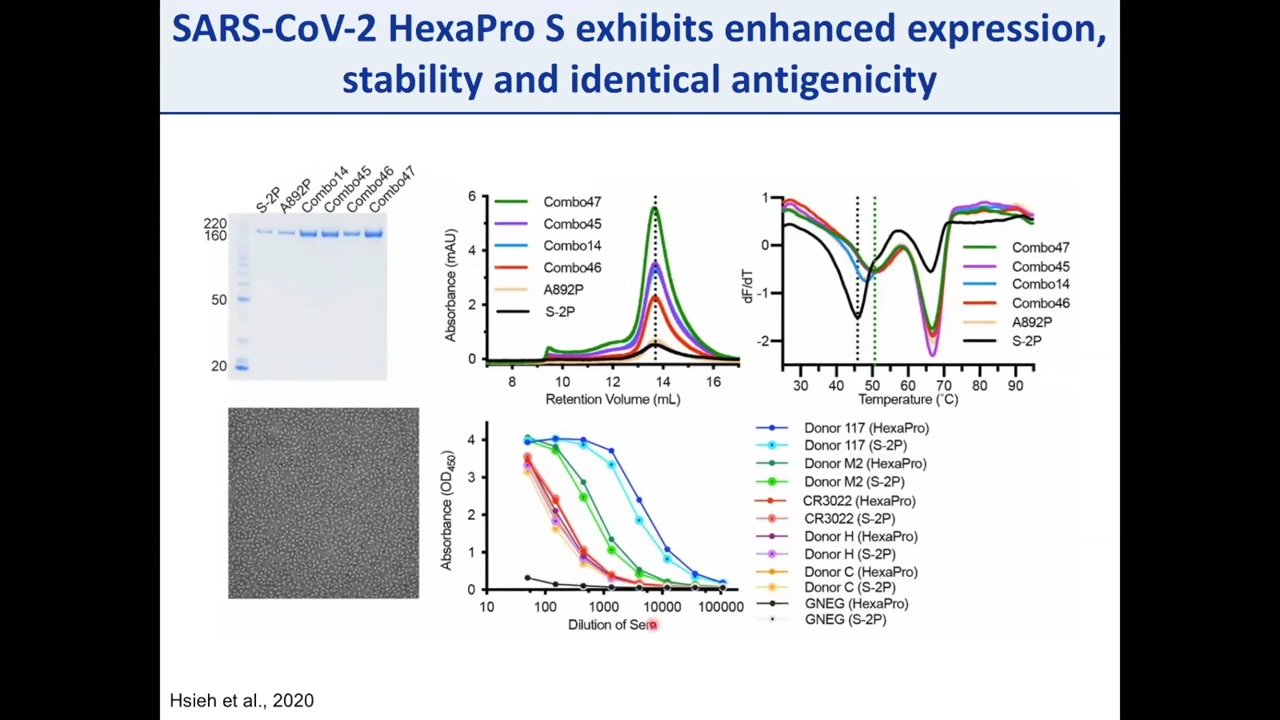 SARS-CoV-2 HexaPro S exhibits enhanced expression,
stability and identical antigenicity
S-2P
A892P
Combo14
Combo45
Combo46
Combo47
220
160
50
20
6
4
2
0
Absorbance (mAU)
Combo47
Combo45
Combo14
Combo46
A892P
S-2P
8 10 12 14 16
Retention Volume (mL)
1
0
-1
-2
dF/dT
Combo47
Combo45
Combo14
Combo46
A892P
S-2P
30 40 50 60 70 80 90
Temperature (˚C)
4
3
2
1
0
Absorbance (OD450)
10 100 1000 10000 100000
Dilution of Sera
Donor 117 (HexaPro)
Donor 117 (S-2P)
Donor M2 (HexaPro)
Donor M2 (S-2P)
CR3022 (HexaPro)
CR3022 (S-2P)
Donor H (HexaPro)
Donor H (S-2P)
Donor C (HexaPro)
Donor C (S-2P)
GNEG (HexaPro)
GNEG (S-2P)
Hsieh et al., 2020